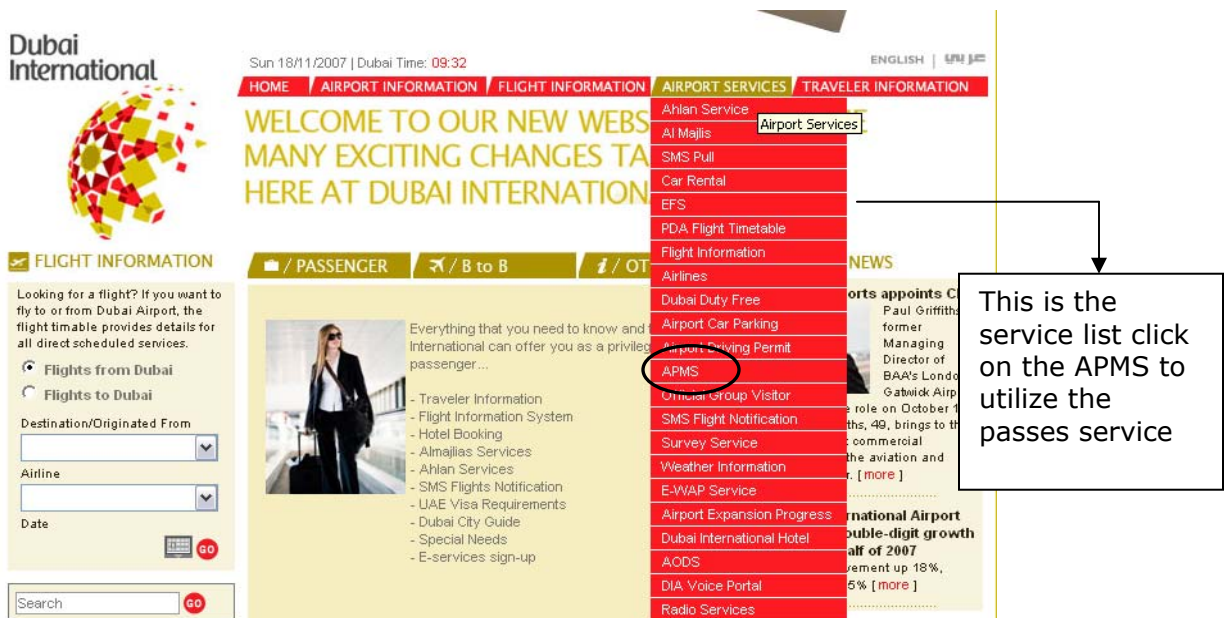 Dubai
International
Sun 18/11/2007 | Dubai Time: 09:32
ENGLISH | عربي
HOME
AIRPORT INFORMATION
FLIGHT INFORMATION
AIRPORT SERVICES
TRAVELER INFORMATION
WELCOME TO OUR NEW WEBS
MANY EXCITING CHANGES TA
HERE AT DUBAI INTERNATION
Ahlan Service
Airport Services
Al Majlis
SMS Pull
Car Rental
EFS
PDA Flight Timetable
Flight Information
Airlines
Dubai Duty Free
Airport Car Parking
Airport Driving Permit
APMS
Official Group Visitor
SMS Flight Notification
Survey Service
Weather Information
E-WAP Service
Airport Expansion Progress
Dubai International Hotel
AODS
DIA Voice Portal
Radio Services
FLIGHT INFORMATION
Looking for a flight? If you want to
fly to or from Dubai Airport, the
flight timable provides details for
all direct scheduled services.
Flights from Dubai
Flights to Dubai
Destination/Originated From
Airline
Date
GO
Search
GO
/ PASSENGER
/ B to B
i / OT
Everything that you need to know and
International can offer you as a privileg
passenger...
- Traveler Information
- Flight Information System
- Hotel Booking
- Almajlias Services
- Ahlan Services
- SMS Flights Notification
- UAE Visa Requirements
- Dubai City Guide
- Special Needs
- E-services sign-up
NEWS
orts appoints C
Paul Griffiths
former
Managing
Director of
BAA's Londo
Gatwick Airp
role on October 1
ths, 49, brings to th
commercial
the aviation and
r. [ more ]
rnational Airport
ouble-digit growth
alf of 2007
vement up 18%,
5% [ more ]
This is the
service list click
on the APMS to
utilize the
passes service